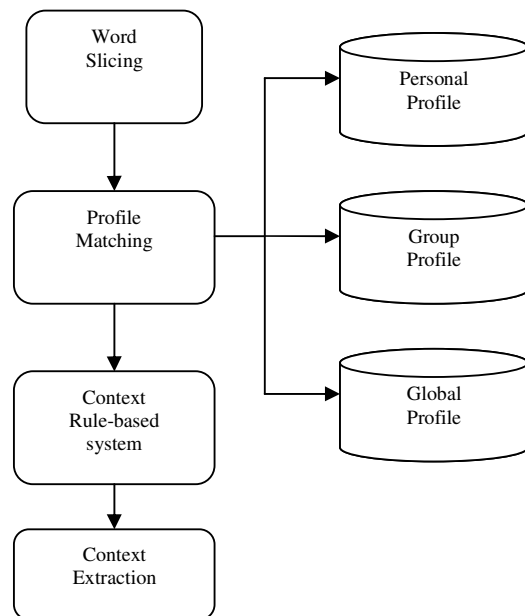 Word
Slicing
Personal
Profile
Profile
Matching
Group
Profile
Context
Rule-based
system
Global
Profile
Context
Extraction